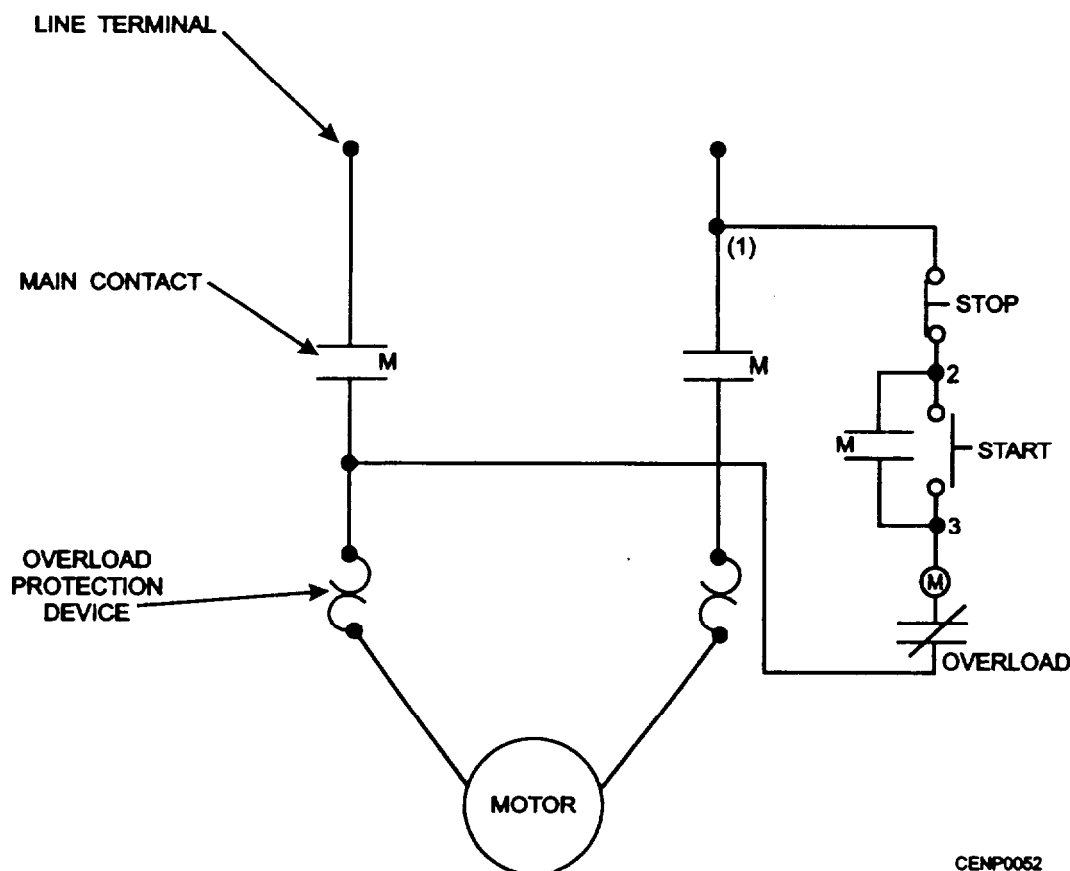 LINE TERMINAL
(1)
MAIN CONTACT
STOP
M
M
2
M
START
3
OVERLOAD
PROTECTION
DEVICE
M
OVERLOAD
MOTOR
CENP0052